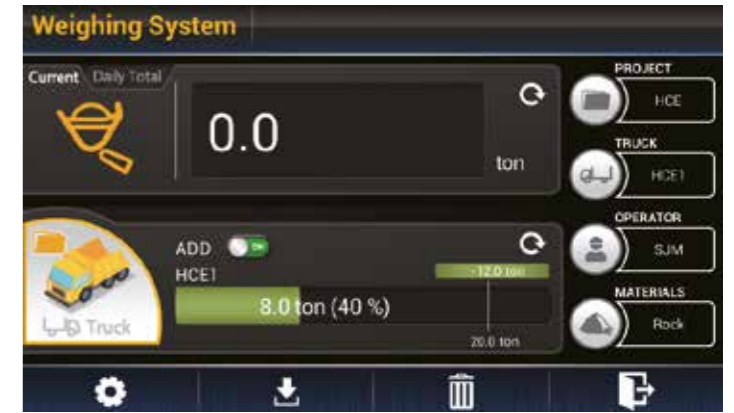 Weighing System
Current Daily Total
0.0
ton
PROJECT
HCE
TRUCK
HCE1
OPERATOR
SJM
MATERIALS
Rock
ADD ON
HCE1
-12.0 ton
8.0 ton (40 %)
20.0 ton
Truck